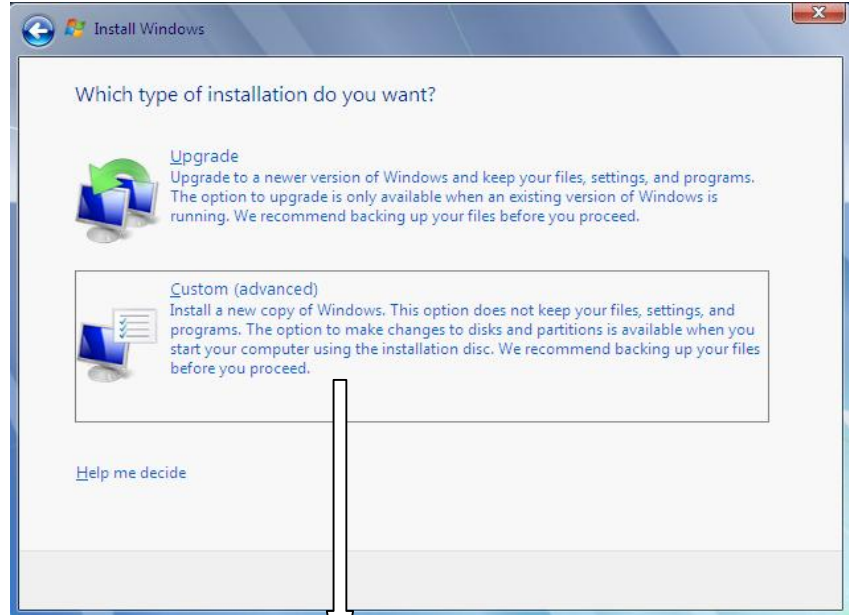 Install Windows
Which type of installation do you want?
Upgrade
Upgrade to a newer version of Windows and keep your files, settings, and programs.
The option to upgrade is only available when an existing version of Windows is
running. We recommend backing up your files before you proceed.
Custom (advanced)
Install a new copy of Windows. This option does not keep your files, settings, and
programs. The option to make changes to disks and partitions is available when you
start your computer using the installation disc. We recommend backing up your files
before you proceed.
Help me decide